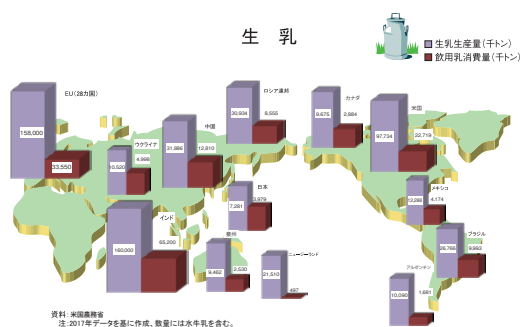 生 乳
生乳生産量(千トン)
飲用乳消費量(千トン)
EU(28カ国)
158,000
33,550
ウクライナ
10,520
4,998
中国
31,986
12,810
ロシア連邦
30,934
8,555
カナダ
9,675
2,884
米国
97,734
22,719
日本
7,281
3,979
メキシコ
12,288
4,174
インド
160,000
65,200
豪州
9,462
2,530
ニュージーランド
21,510
497
ブラジル
26,766
9,993
アルゼンチン
10,090
1,681
資料:米国農務省
注:2017年データを基に作成、数量には水牛乳を含む。